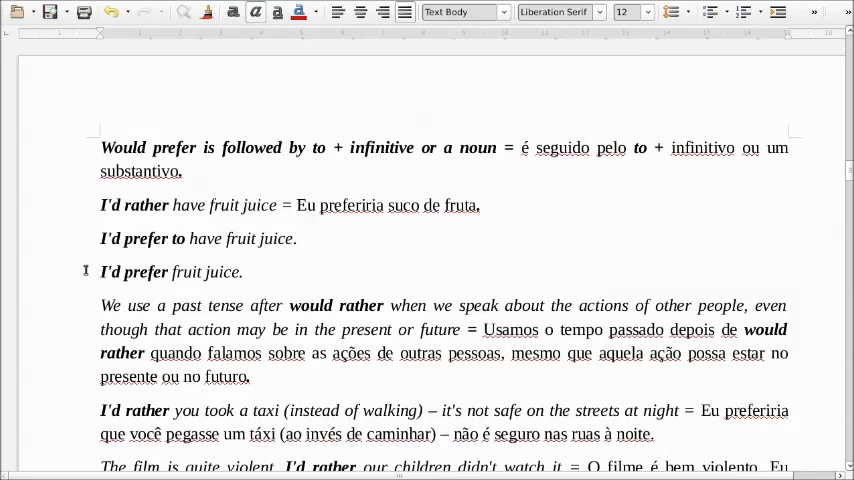 Text Body
Liberation Serif
12
Would prefer is followed by to + infinitive or a noun = é seguido pelo to + infinitivo ou um
substantivo.
I'd rather have fruit juice = Eu preferiria suco de fruta.
I'd prefer to have fruit juice.
I'd prefer fruit juice.
We use a past tense after would rather when we speak about the actions of other people, even
though that action may be in the present or future = Usamos o tempo passado depois de would
rather quando falamos sobre as ações de outras pessoas, mesmo que aquela ação possa estar no
presente ou no futuro.
I'd rather you took a taxi (instead of walking) – it's not safe on the streets at night = Eu preferiria
que você pegasse um táxi (ao invés de caminhar) – não é seguro nas ruas à noite.
The film is quite violent. I'd rather our children didn't watch it = O filme é bem violento. Eu